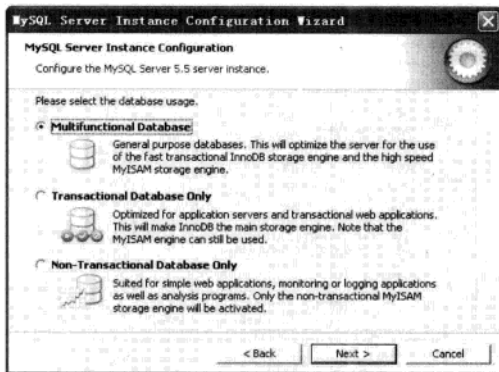 MySQL Server Instance Configuration Wizard
MySQL Server Instance Configuration
Configure the MySQL Server 5.5 server instance.
Please select the database usage.
Multifunctional Database
General purpose databases. This will optimize the server for the use
of the fast transactional InnoDB storage engine and the high speed
MyISAM storage engine.
Transactional Database Only
Optimized for application servers and transactional web applications.
This will make InnoDB the main storage engine. Note that the
MyISAM engine can still be used.
Non-Transactional Database Only
Suited for simple web applications, monitoring or logging applications
as well as analysis programs. Only the non-transactional MyISAM
storage engine will be activated.
< Back
Next >
Cancel